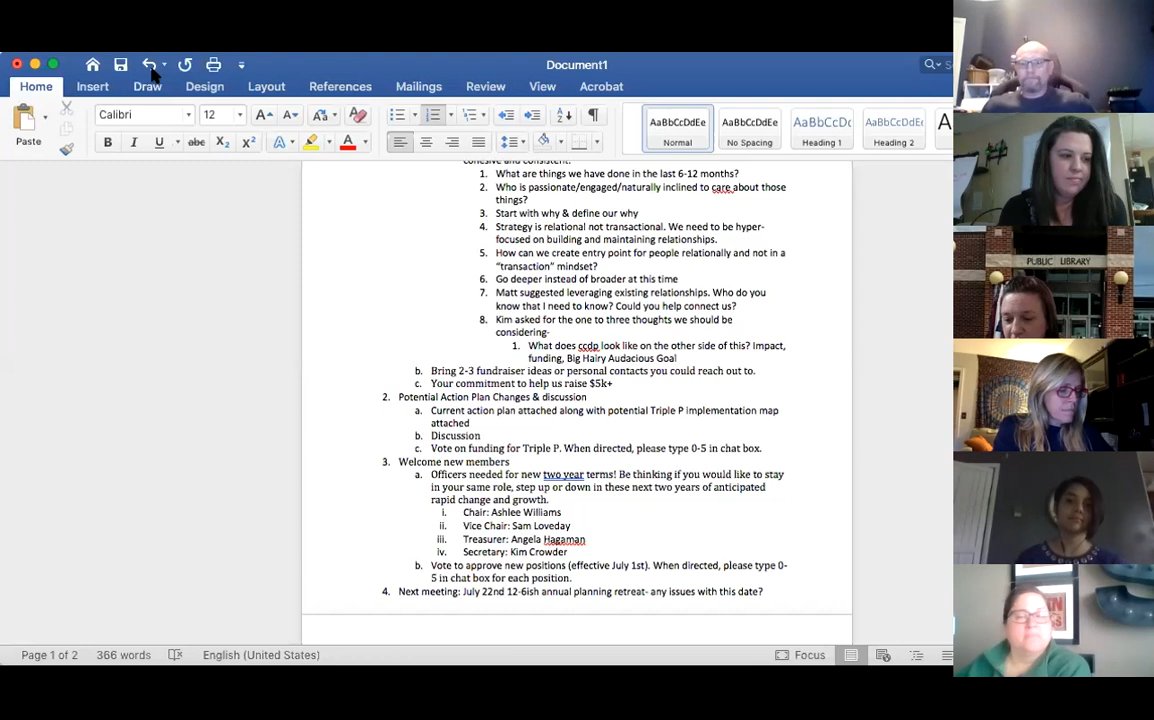 Document1
Home Insert Draw Design Layout References Mailings Review View Acrobat
Calibri 12
Paste
AaBbCcDdEe AaBbCcDdEe AaBbCcDc AaBbCcDdEe
Normal No Spacing Heading 1 Heading 2
cohesive and consistent.
1. What are things we have done in the last 6-12 months?
2. Who is passionate/engaged/naturally inclined to care about those
things?
3. Start with why & define our why
4. Strategy is relational not transactional. We need to be hyper-
focused on building and maintaining relationships.
5. How can we create entry point for people relationally and not in a
“transaction” mindset?
6. Go deeper instead of broader at this time
7. Matt suggested leveraging existing relationships. Who do you
know that I need to know? Could you help connect us?
8. Kim asked for the one to three thoughts we should be
considering-
1. What does ccdp look like on the other side of this? Impact,
funding, Big Hairy Audacious Goal
b. Bring 2-3 fundraiser ideas or personal contacts you could reach out to.
c. Your commitment to help us raise $5k+
2. Potential Action Plan Changes & discussion
a. Current action plan attached along with potential Triple P implementation map
attached
b. Discussion
c. Vote on funding for Triple P. When directed, please type 0-5 in chat box.
3. Welcome new members
a. Officers needed for new two year terms! Be thinking if you would like to stay
in your same role, step up or down in these next two years of anticipated
rapid change and growth.
i. Chair: Ashlee Williams
ii. Vice Chair: Sam Loveday
iii. Treasurer: Angela Hagaman
iv. Secretary: Kim Crowder
b. Vote to approve new positions (effective July 1st). When directed, please type 0-
5 in chat box for each position.
4. Next meeting: July 22nd 12-6ish annual planning retreat- any issues with this date?
Page 1 of 2 366 words English (United States) Focus
PUBLIC LIBRARY